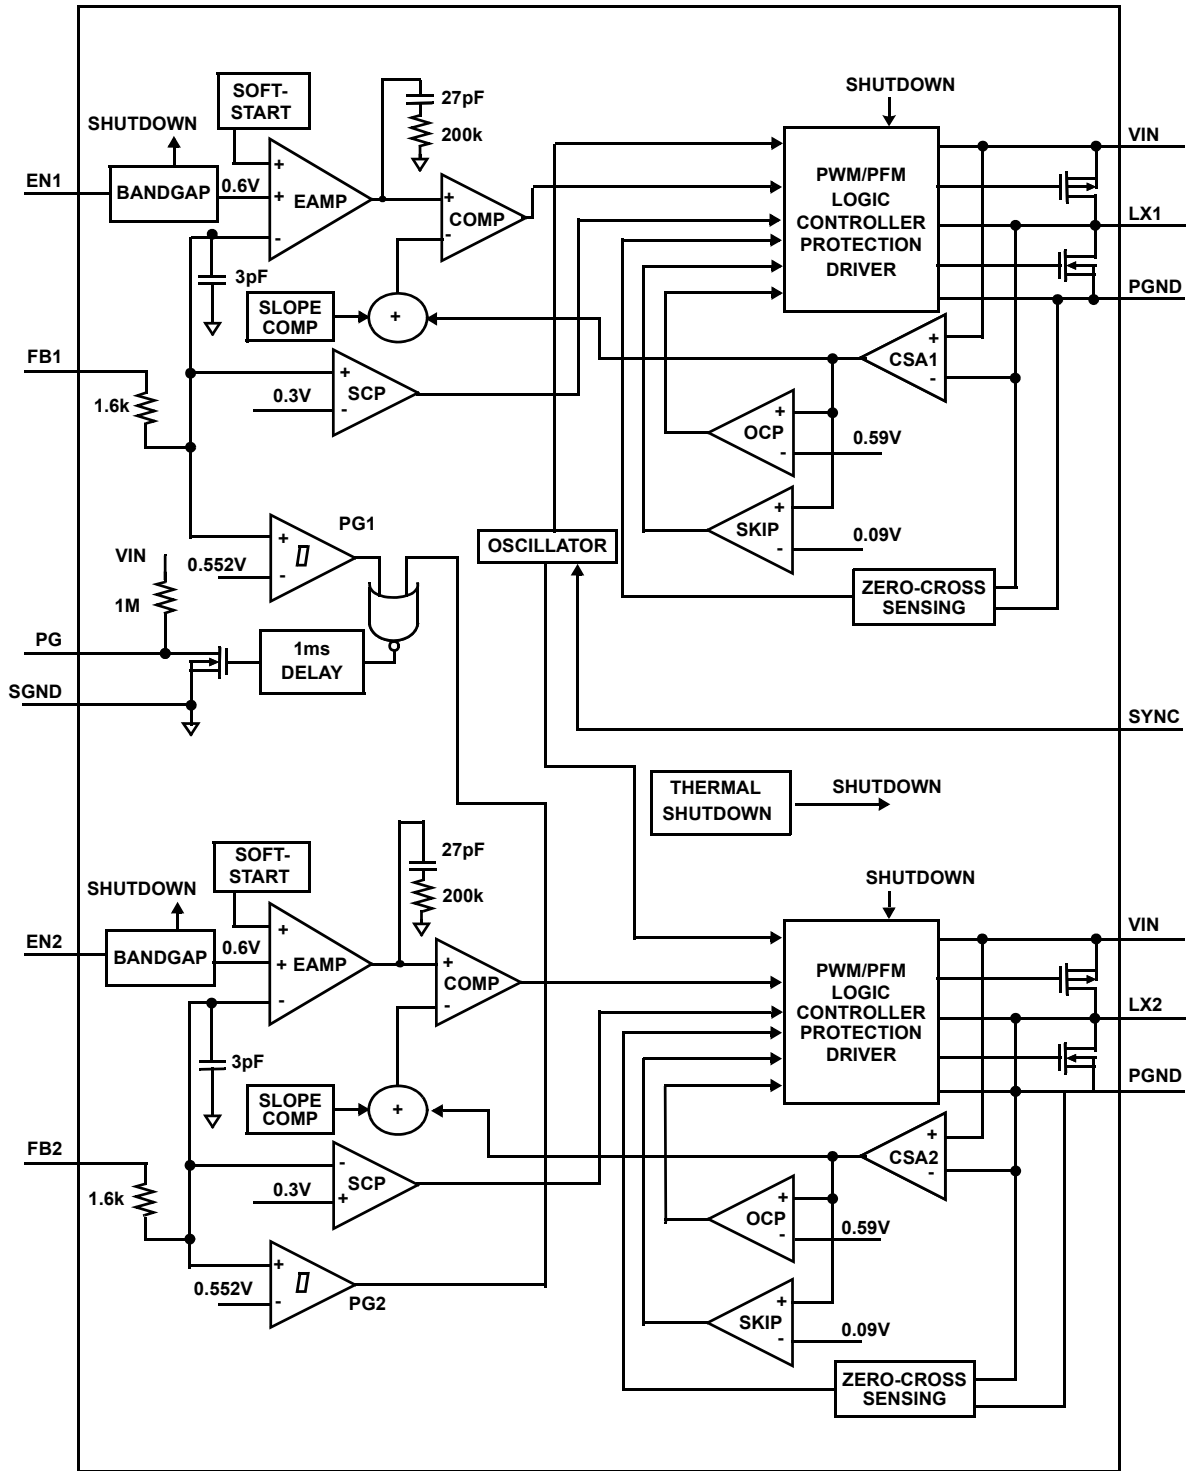 SHUTDOWN
SOFT-
START
27pF
200k
SHUTDOWN
VIN
EN1
BANDGAP
0.6V
+
+
-
EAMP
+
-
COMP
PWM/PFM
LOGIC
CONTROLLER
PROTECTION
DRIVER
LX1
3pF
SLOPE
COMP
+
PGND
FB1
1.6k
+
-
SCP
0.3V
+
-
CSA1
+
-
OCP
0.59V
PG1
+
-
0.552V
VIN
1M
OSCILLATOR
+
-
SKIP
0.09V
ZERO-CROSS
SENSING
PG
1ms
DELAY
SGND
SYNC
THERMAL
SHUTDOWN
SHUTDOWN
SOFT-
START
27pF
200k
SHUTDOWN
SHUTDOWN
VIN
EN2
BANDGAP
0.6V
+
+
-
EAMP
+
-
COMP
PWM/PFM
LOGIC
CONTROLLER
PROTECTION
DRIVER
LX2
3pF
SLOPE
COMP
+
PGND
FB2
1.6k
-
+
SCP
0.3V
+
-
CSA2
+
-
OCP
0.59V
+
-
0.552V
PG2
+
-
SKIP
0.09V
ZERO-CROSS
SENSING